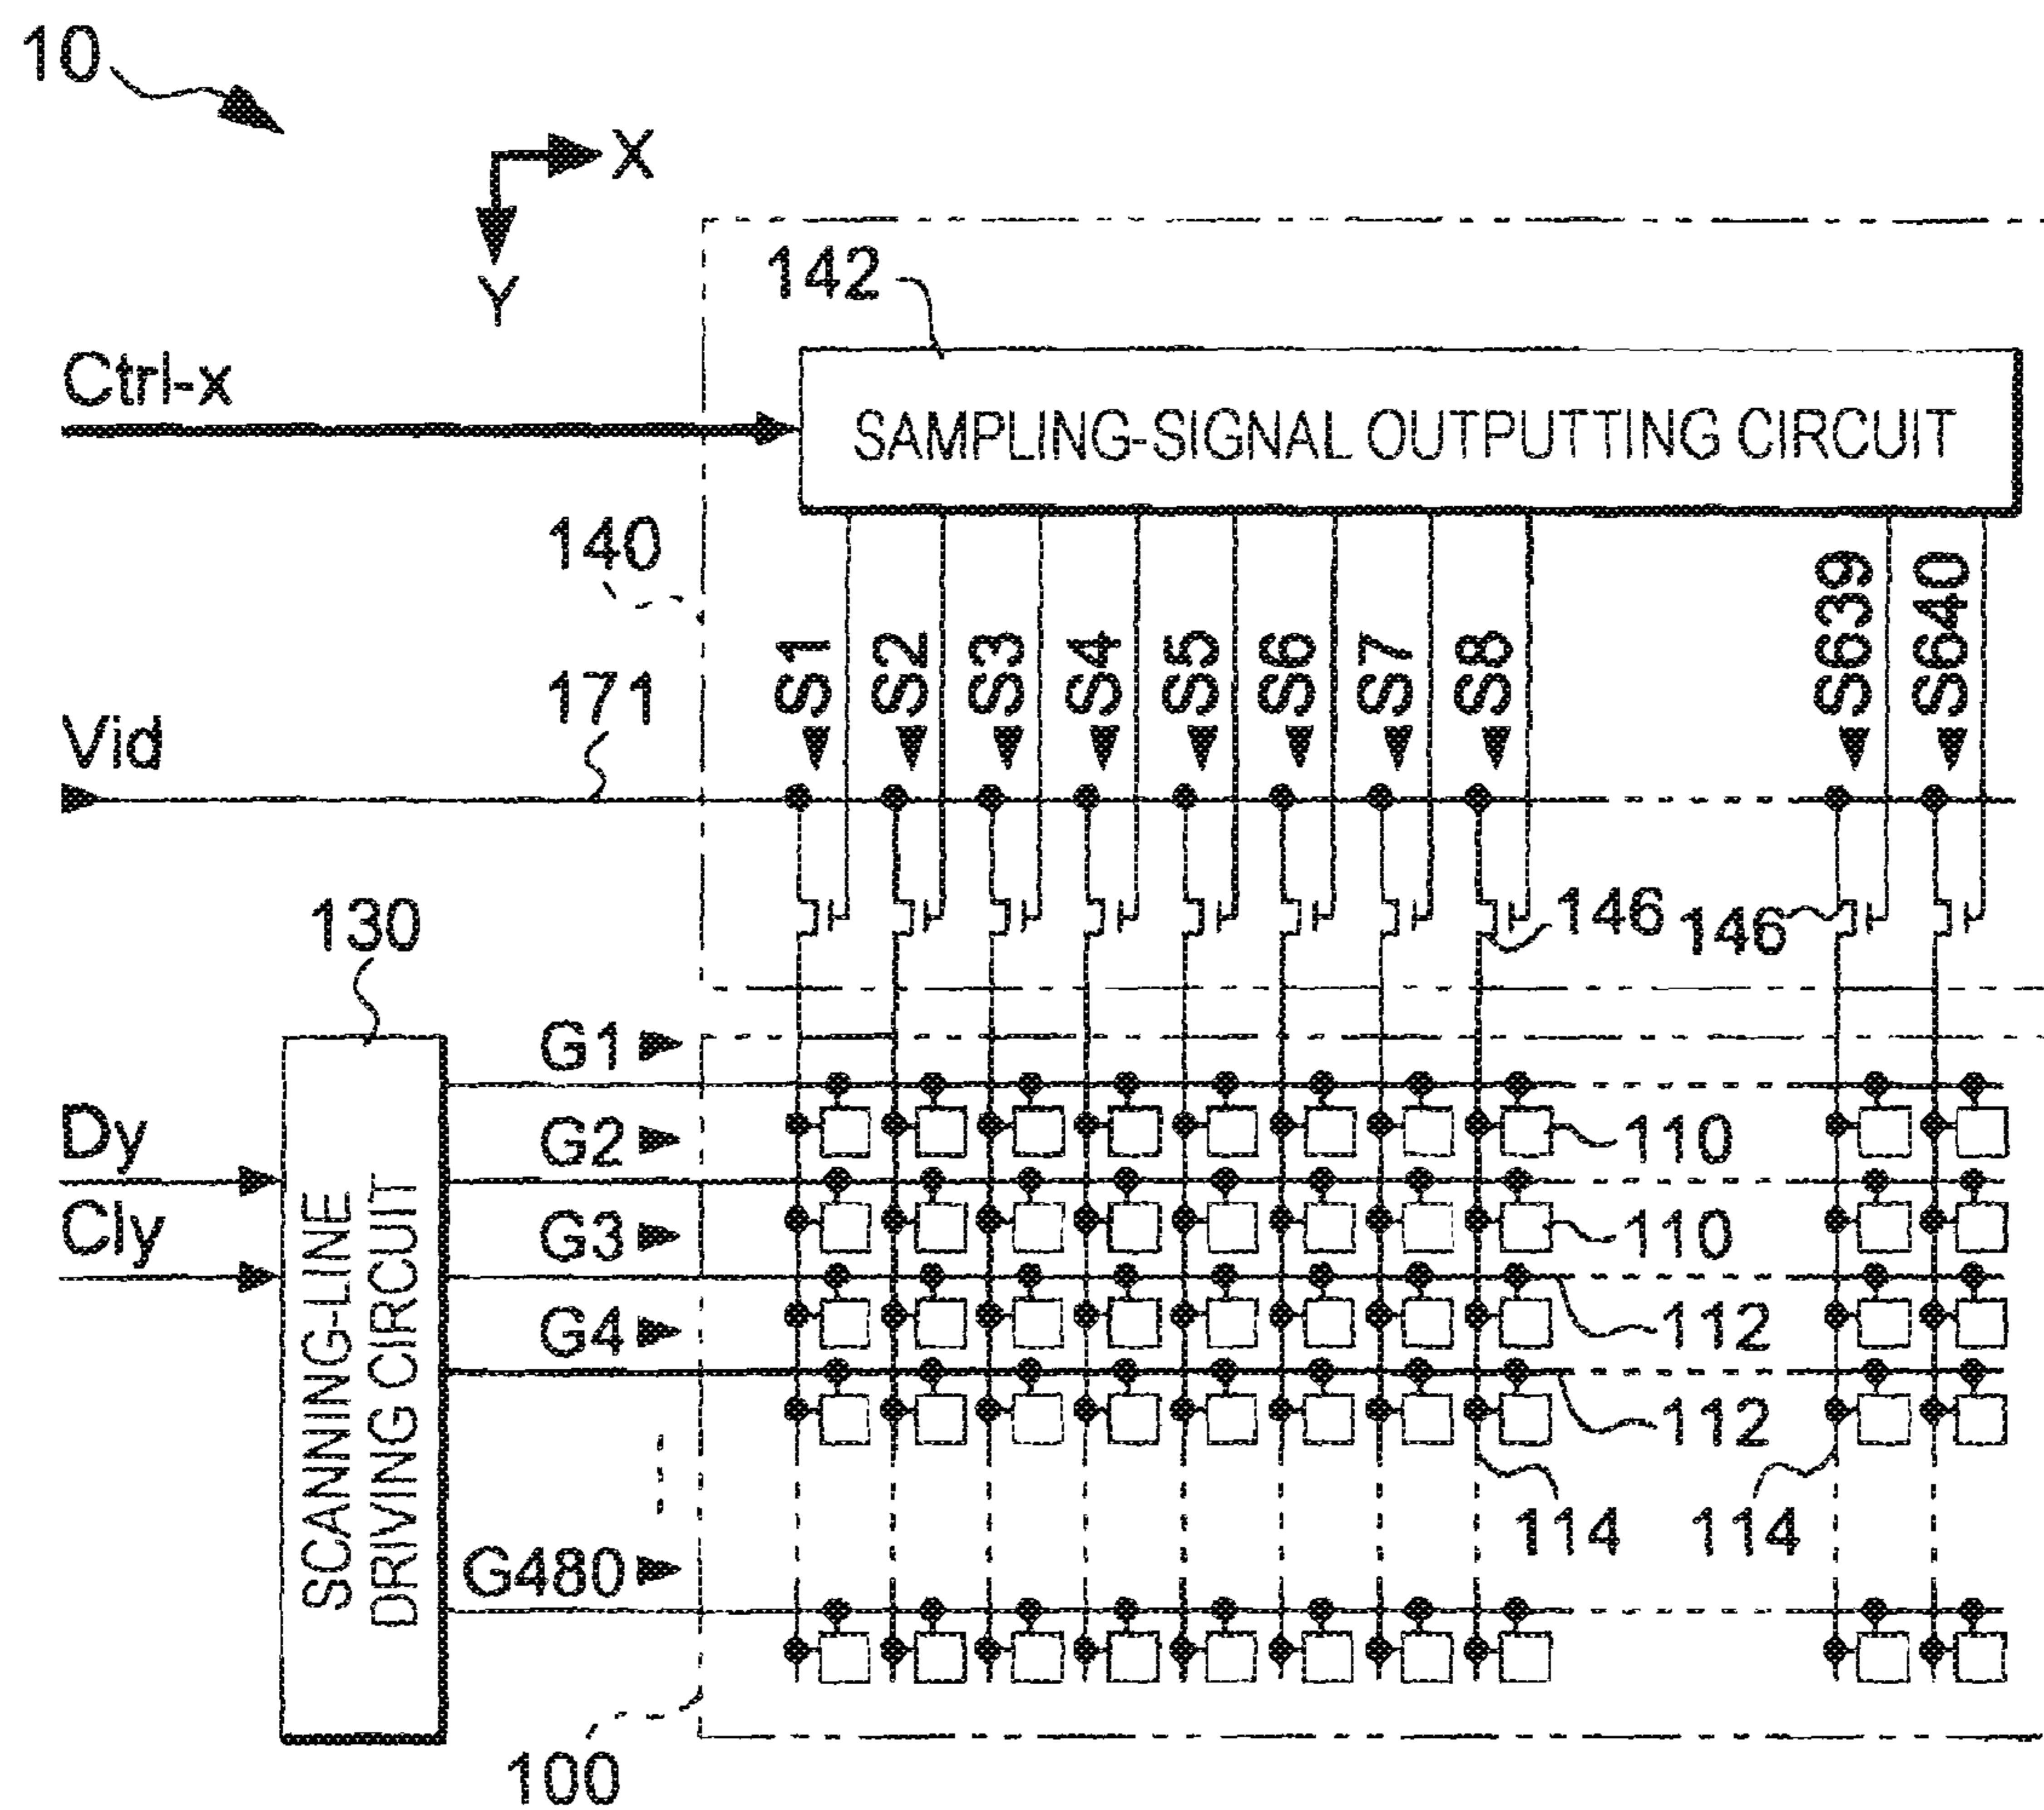 10
X
Y
142
Ctrl-x
SAMPLING-SIGNAL OUTPUTTING CIRCUIT
140
S1
S2
S3
S4
S5
S6
S7
S8
S639
S640
171
Vid
146
146
130
G1
G2
G3
G4
G480
Dy
Cly
SCANNING-LINE
DRIVING CIRCUIT
110
110
112
112
114
114
100